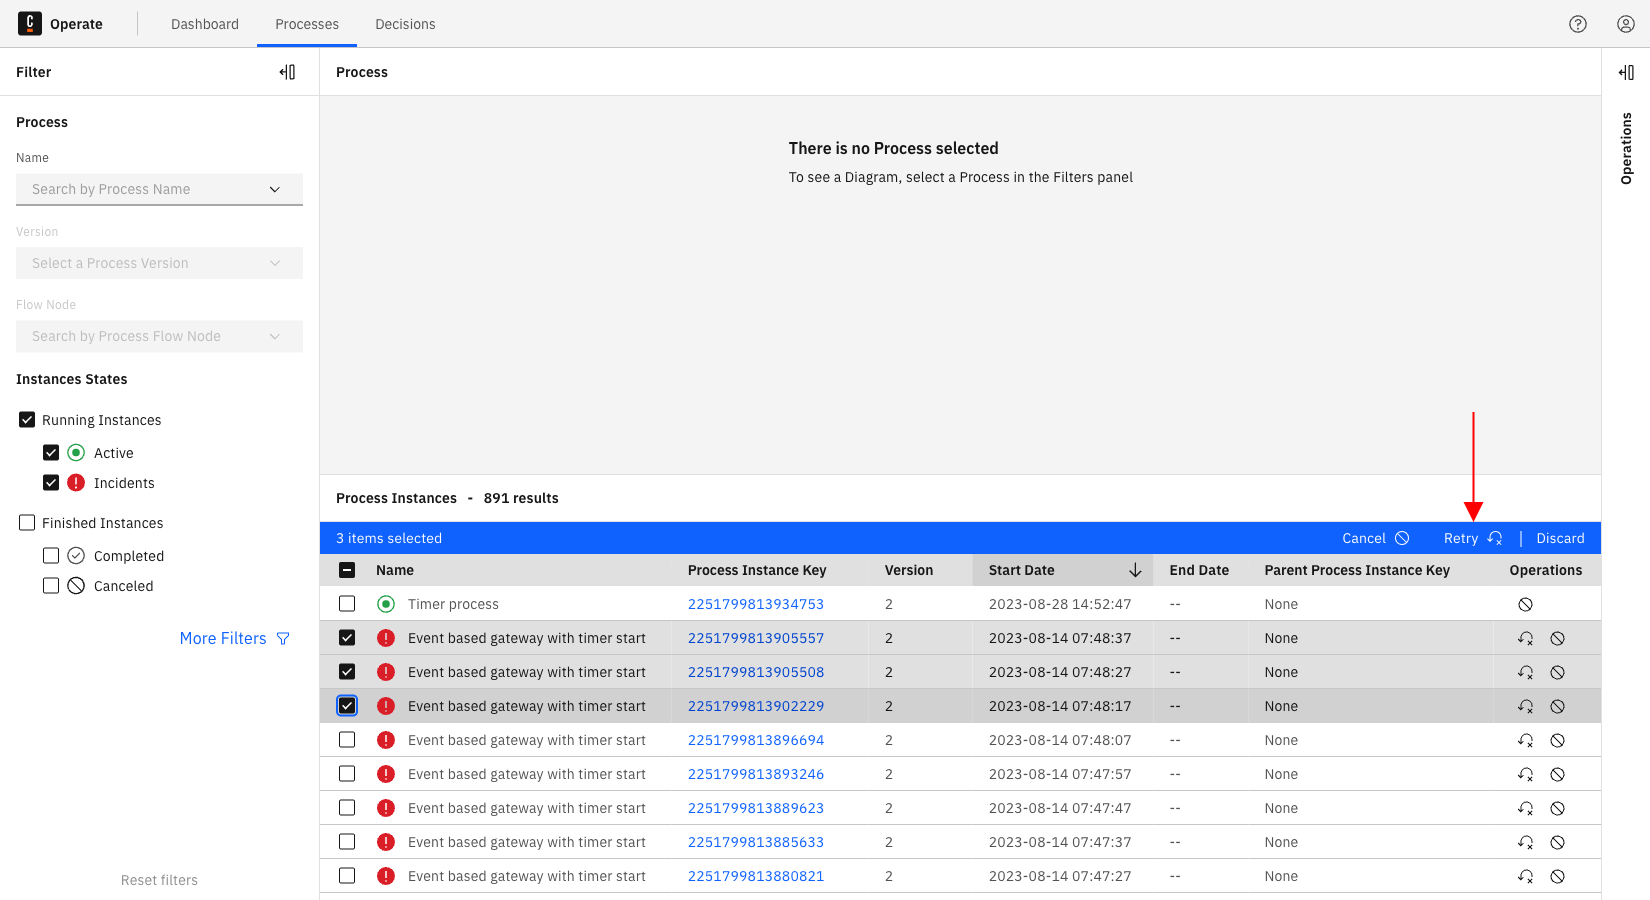 C Operate Dashboard Processes Decisions
Filter
Process
Name
Search by Process Name
Version
Select a Process Version
Flow Node
Search by Process Flow Node
Instances States
Running Instances
Active
Incidents
Finished Instances
Completed
Canceled
More Filters
Reset filters
Process
There is no Process selected
To see a Diagram, select a Process in the Filters panel
Process Instances - 891 results
3 items selected Cancel Retry | Discard
Name Process Instance Key Version Start Date End Date Parent Process Instance Key Operations
Timer process 2251799813934753 2 2023-08-28 14:52:47 -- None
Event based gateway with timer start 2251799813905557 2 2023-08-14 07:48:37 -- None
Event based gateway with timer start 2251799813905508 2 2023-08-14 07:48:27 -- None
Event based gateway with timer start 2251799813902229 2 2023-08-14 07:48:17 -- None
Event based gateway with timer start 2251799813896694 2 2023-08-14 07:48:07 -- None
Event based gateway with timer start 2251799813893246 2 2023-08-14 07:47:57 -- None
Event based gateway with timer start 2251799813889623 2 2023-08-14 07:47:47 -- None
Event based gateway with timer start 2251799813885633 2 2023-08-14 07:47:37 -- None
Event based gateway with timer start 2251799813880821 2 2023-08-14 07:47:27 -- None
Operations